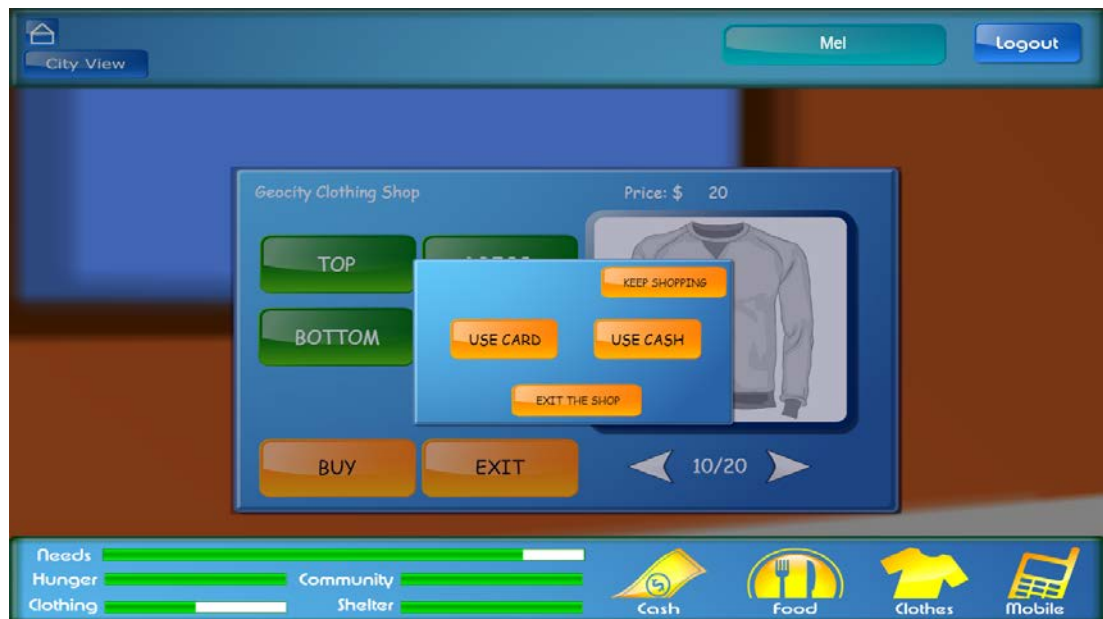 City View
Mel
Logout
Geocity Clothing Shop
Price: $ 20
TOP
KEEP SHOPPING
BOTTOM
USE CARD
USE CASH
EXIT THE SHOP
BUY
EXIT
10/20
Needs
Hunger
Community
Clothing
Shelter
Cash
Food
Clothes
Mobile